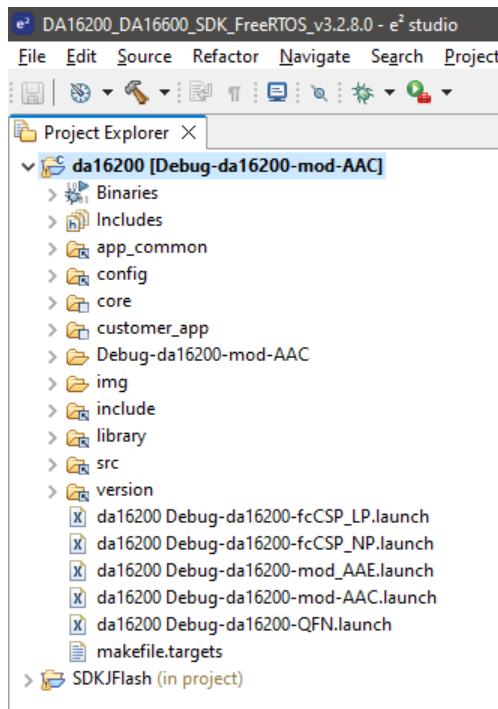 DA16200_DA16600_SDK_FreeRTOS_v3.2.8.0 - e² studio
File Edit Source Refactor Navigate Search Project
Project Explorer
da16200 [Debug-da16200-mod-AAC]
Binaries
Includes
app_common
config
core
customer_app
Debug-da16200-mod-AAC
img
include
library
src
version
da16200 Debug-da16200-fcCSP_LP.launch
da16200 Debug-da16200-fcCSP_NP.launch
da16200 Debug-da16200-mod_AAE.launch
da16200 Debug-da16200-mod-AAC.launch
da16200 Debug-da16200-QFN.launch
makefile.targets
SDKJFlash (in project)